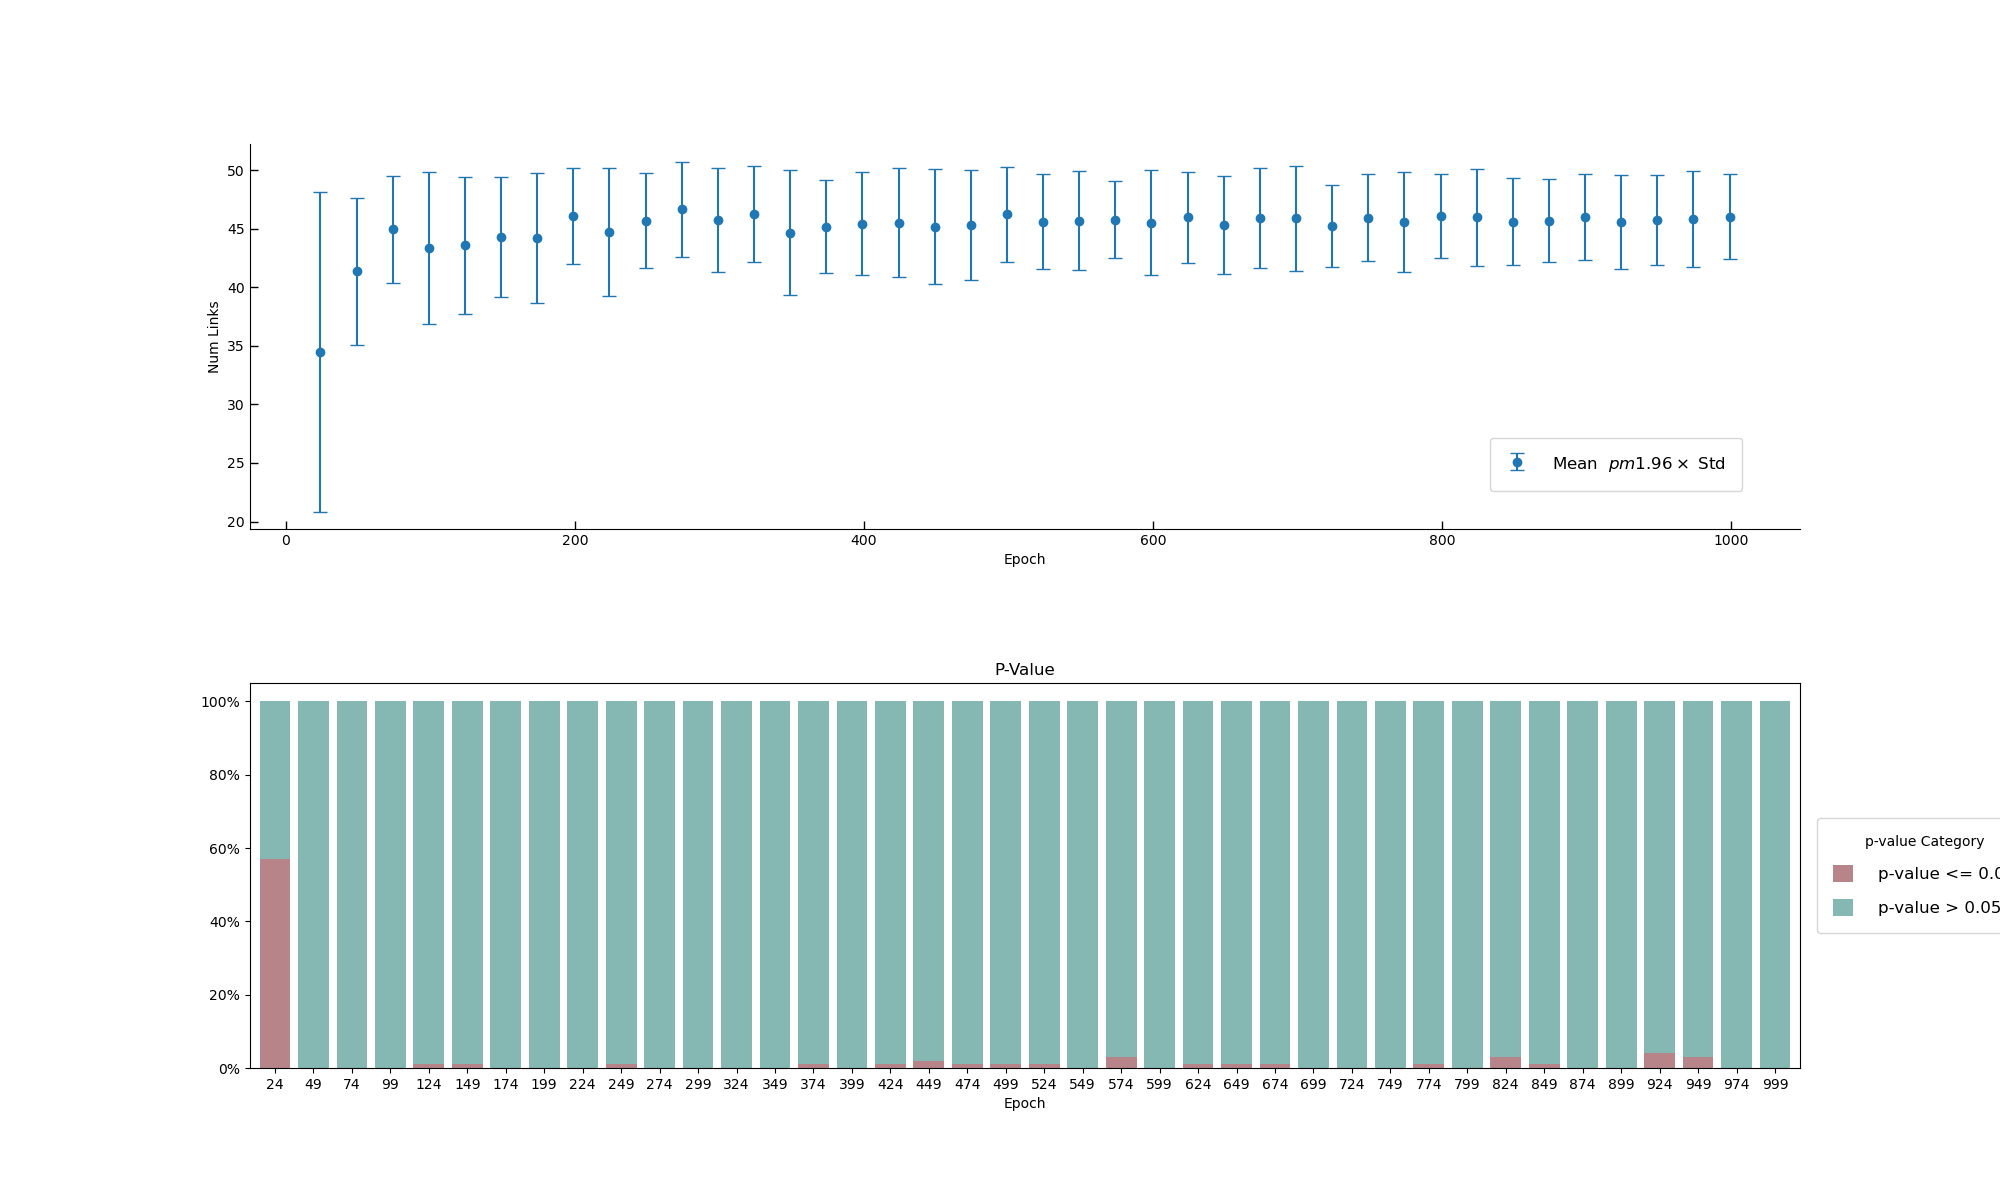 50
45
40
35
30
25
20
Num Links
Mean pm1.96 × Std
0 200 400 600 800 1000
Epoch
P-Value
100%
80%
60%
40%
20%
0%
p-value Category
p-value <= 0.0
p-value > 0.05
24 49 74 99 124 149 174 199 224 249 274 299 324 349 374 399 424 449 474 499 524 549 574 599 624 649 674 699 724 749 774 799 824 849 874 899 924 949 974 999
Epoch